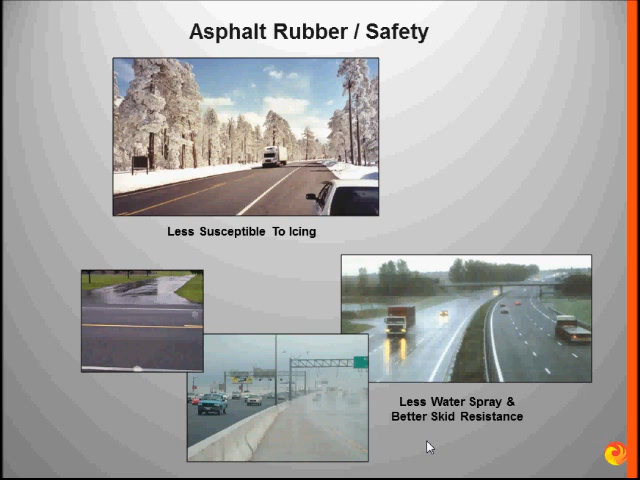 Asphalt Rubber / Safety
Less Susceptible To Icing
Less Water Spray &
Better Skid Resistance